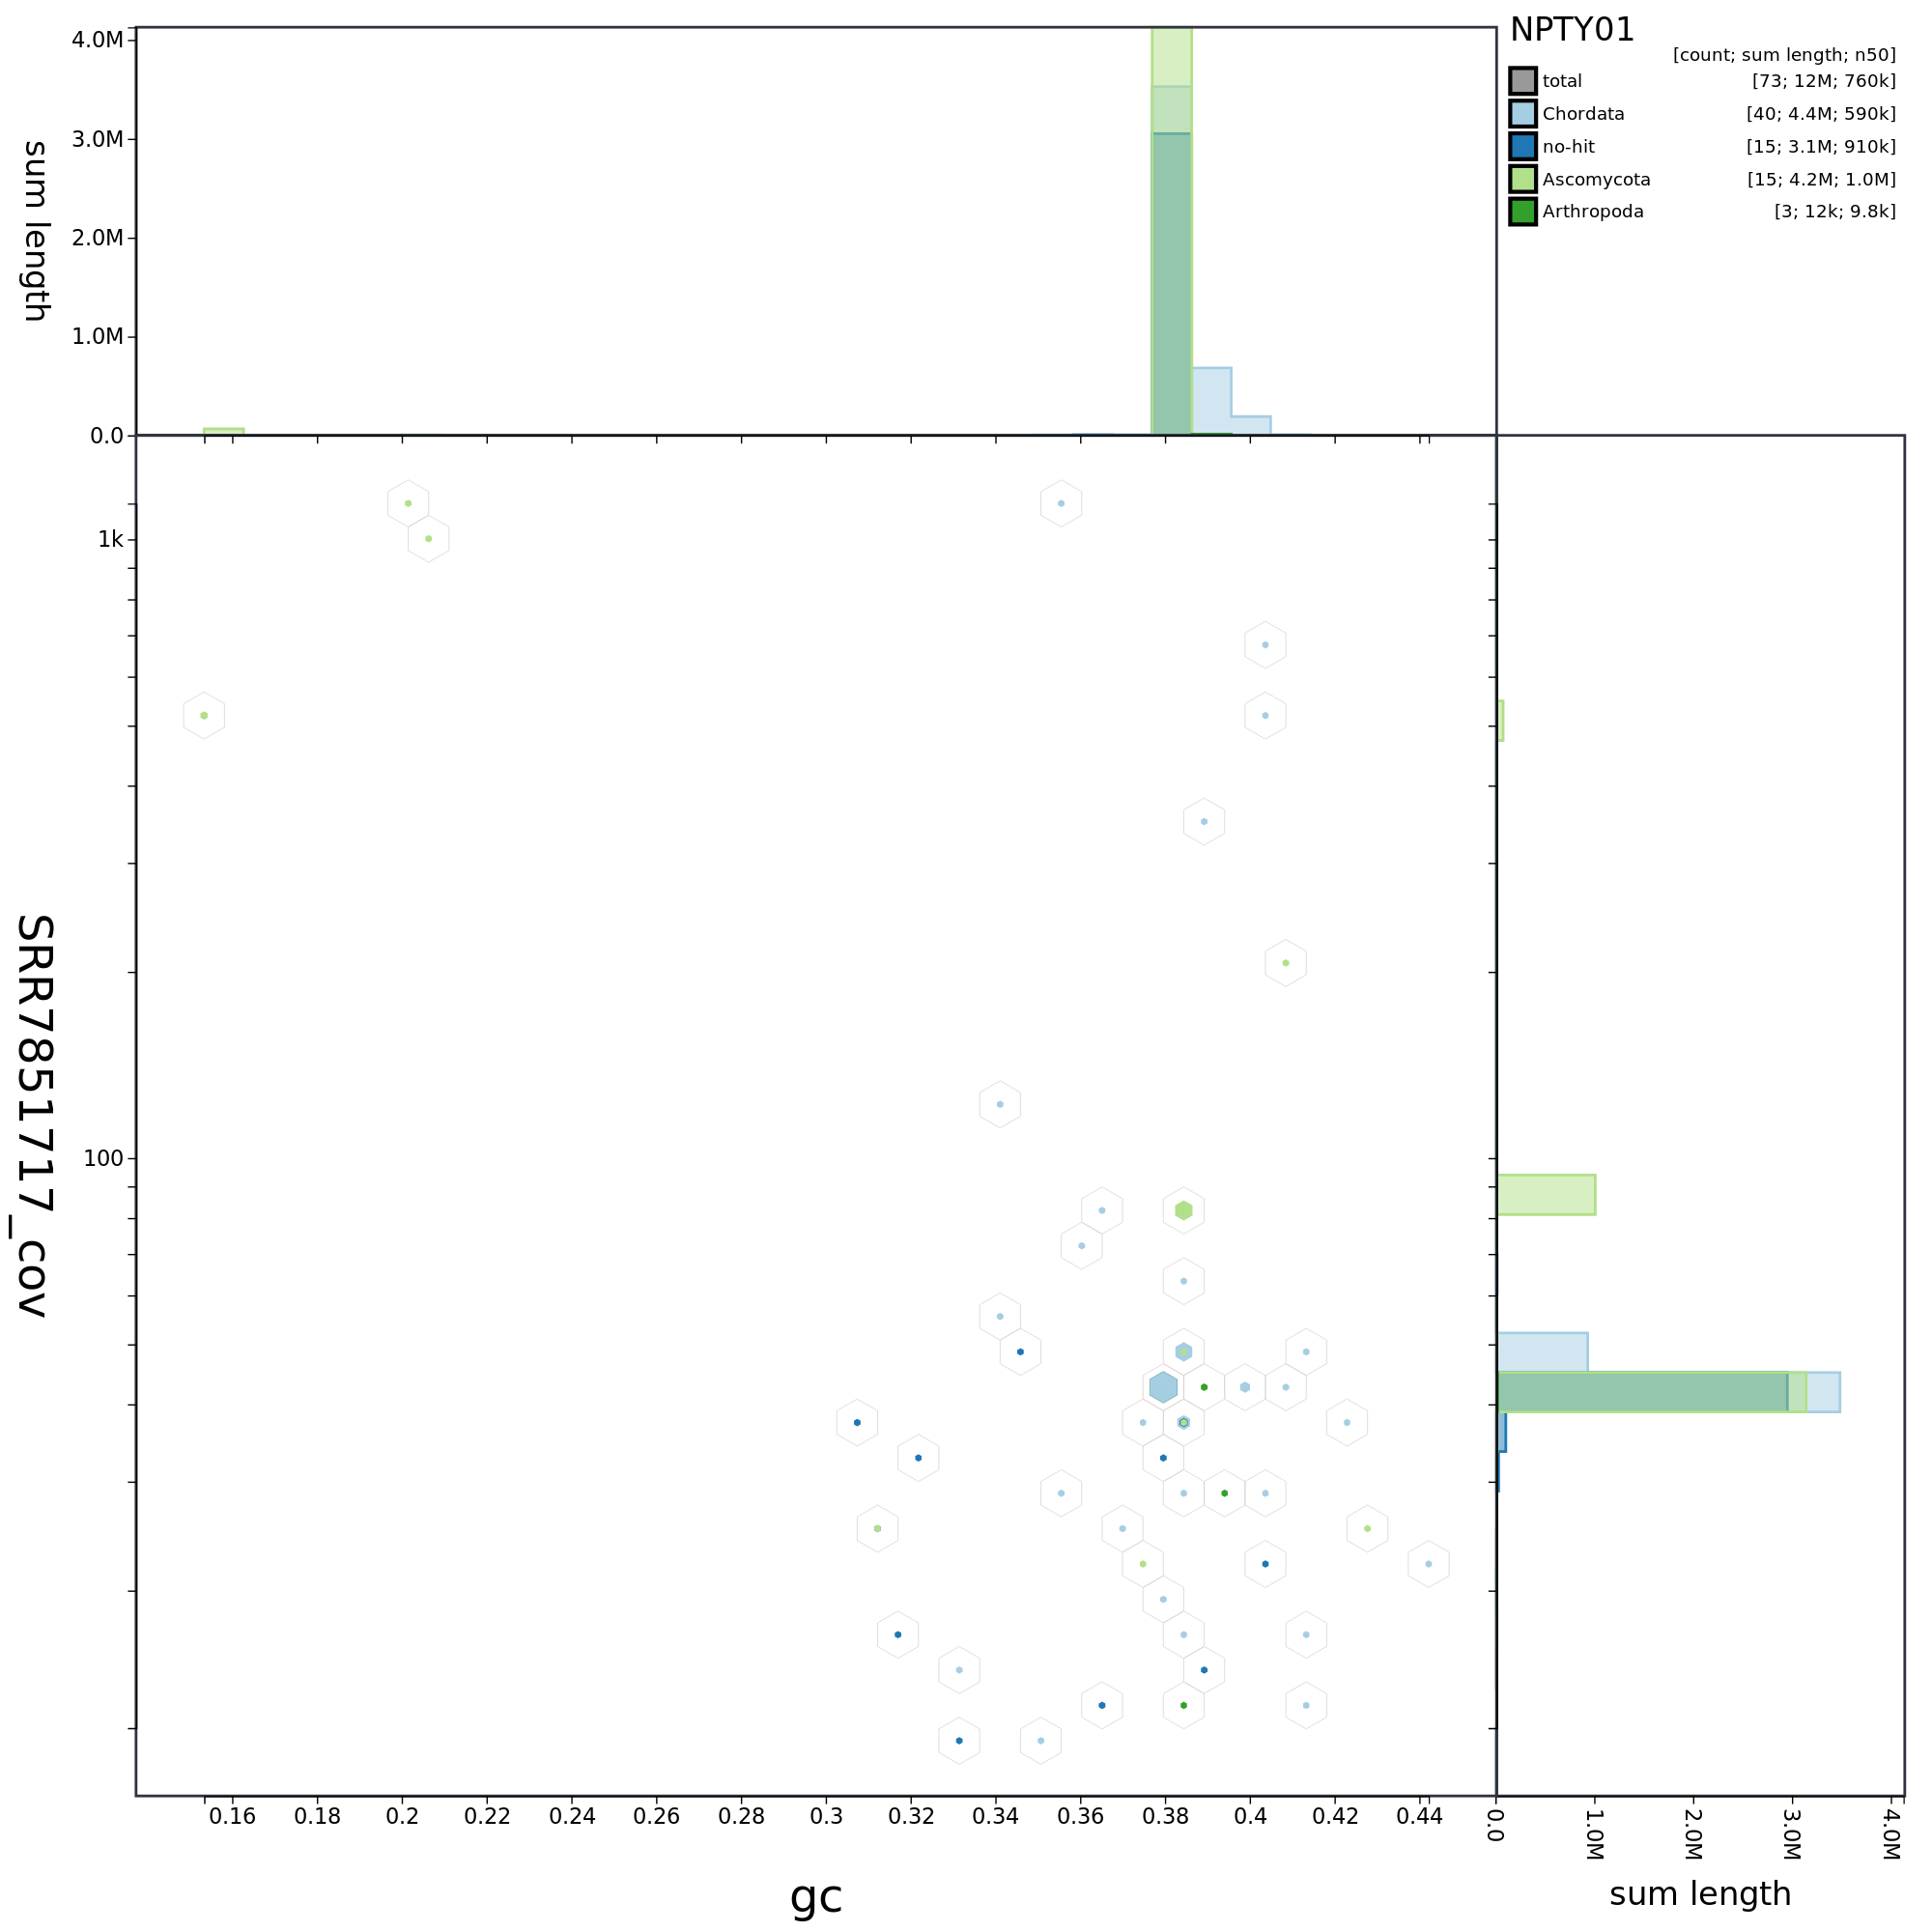 NPTY01
[count; sum length; n50]
total [73; 12M; 760k]
Chordata [40; 4.4M; 590k]
no-hit [15; 3.1M; 910k]
Ascomycota [15; 4.2M; 1.0M]
Arthropoda [3; 12k; 9.8k]
sum length
4.0M
3.0M
2.0M
1.0M
0.0
SRR7851717_cov
1k
100
0.16 0.18 0.2 0.22 0.24 0.26 0.28 0.3 0.32 0.34 0.36 0.38 0.4 0.42 0.44
gc
0.0 1.0M 2.0M 3.0M 4.0M
sum length